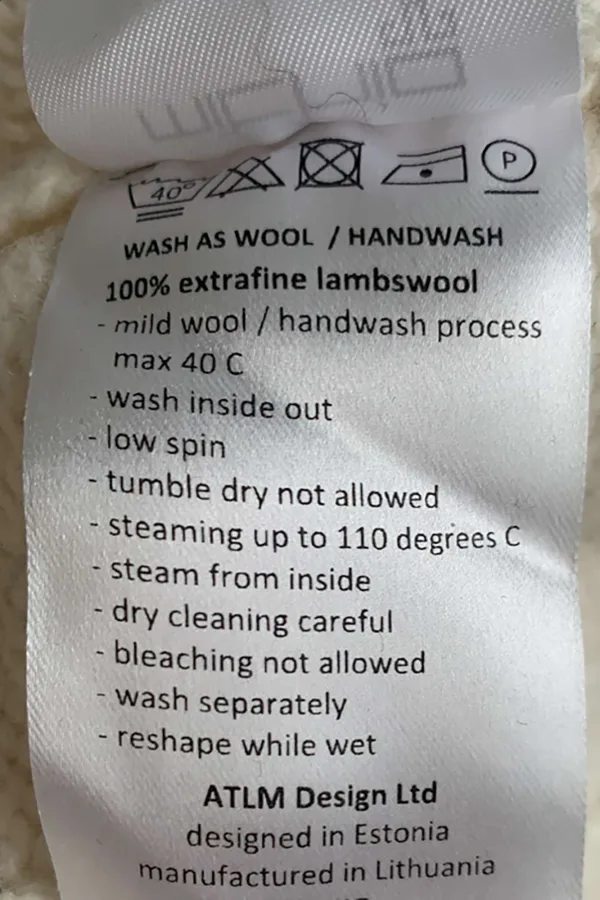 40°
P
WASH AS WOOL / HANDWASH
100% extrafine lambswool
- mild wool / handwash process
max 40 C
- wash inside out
- low spin
- tumble dry not allowed
- steaming up to 110 degrees C
- steam from inside
- dry cleaning careful
- bleaching not allowed
- wash separately
- reshape while wet
ATLM Design Ltd
designed in Estonia
manufactured in Lithuania